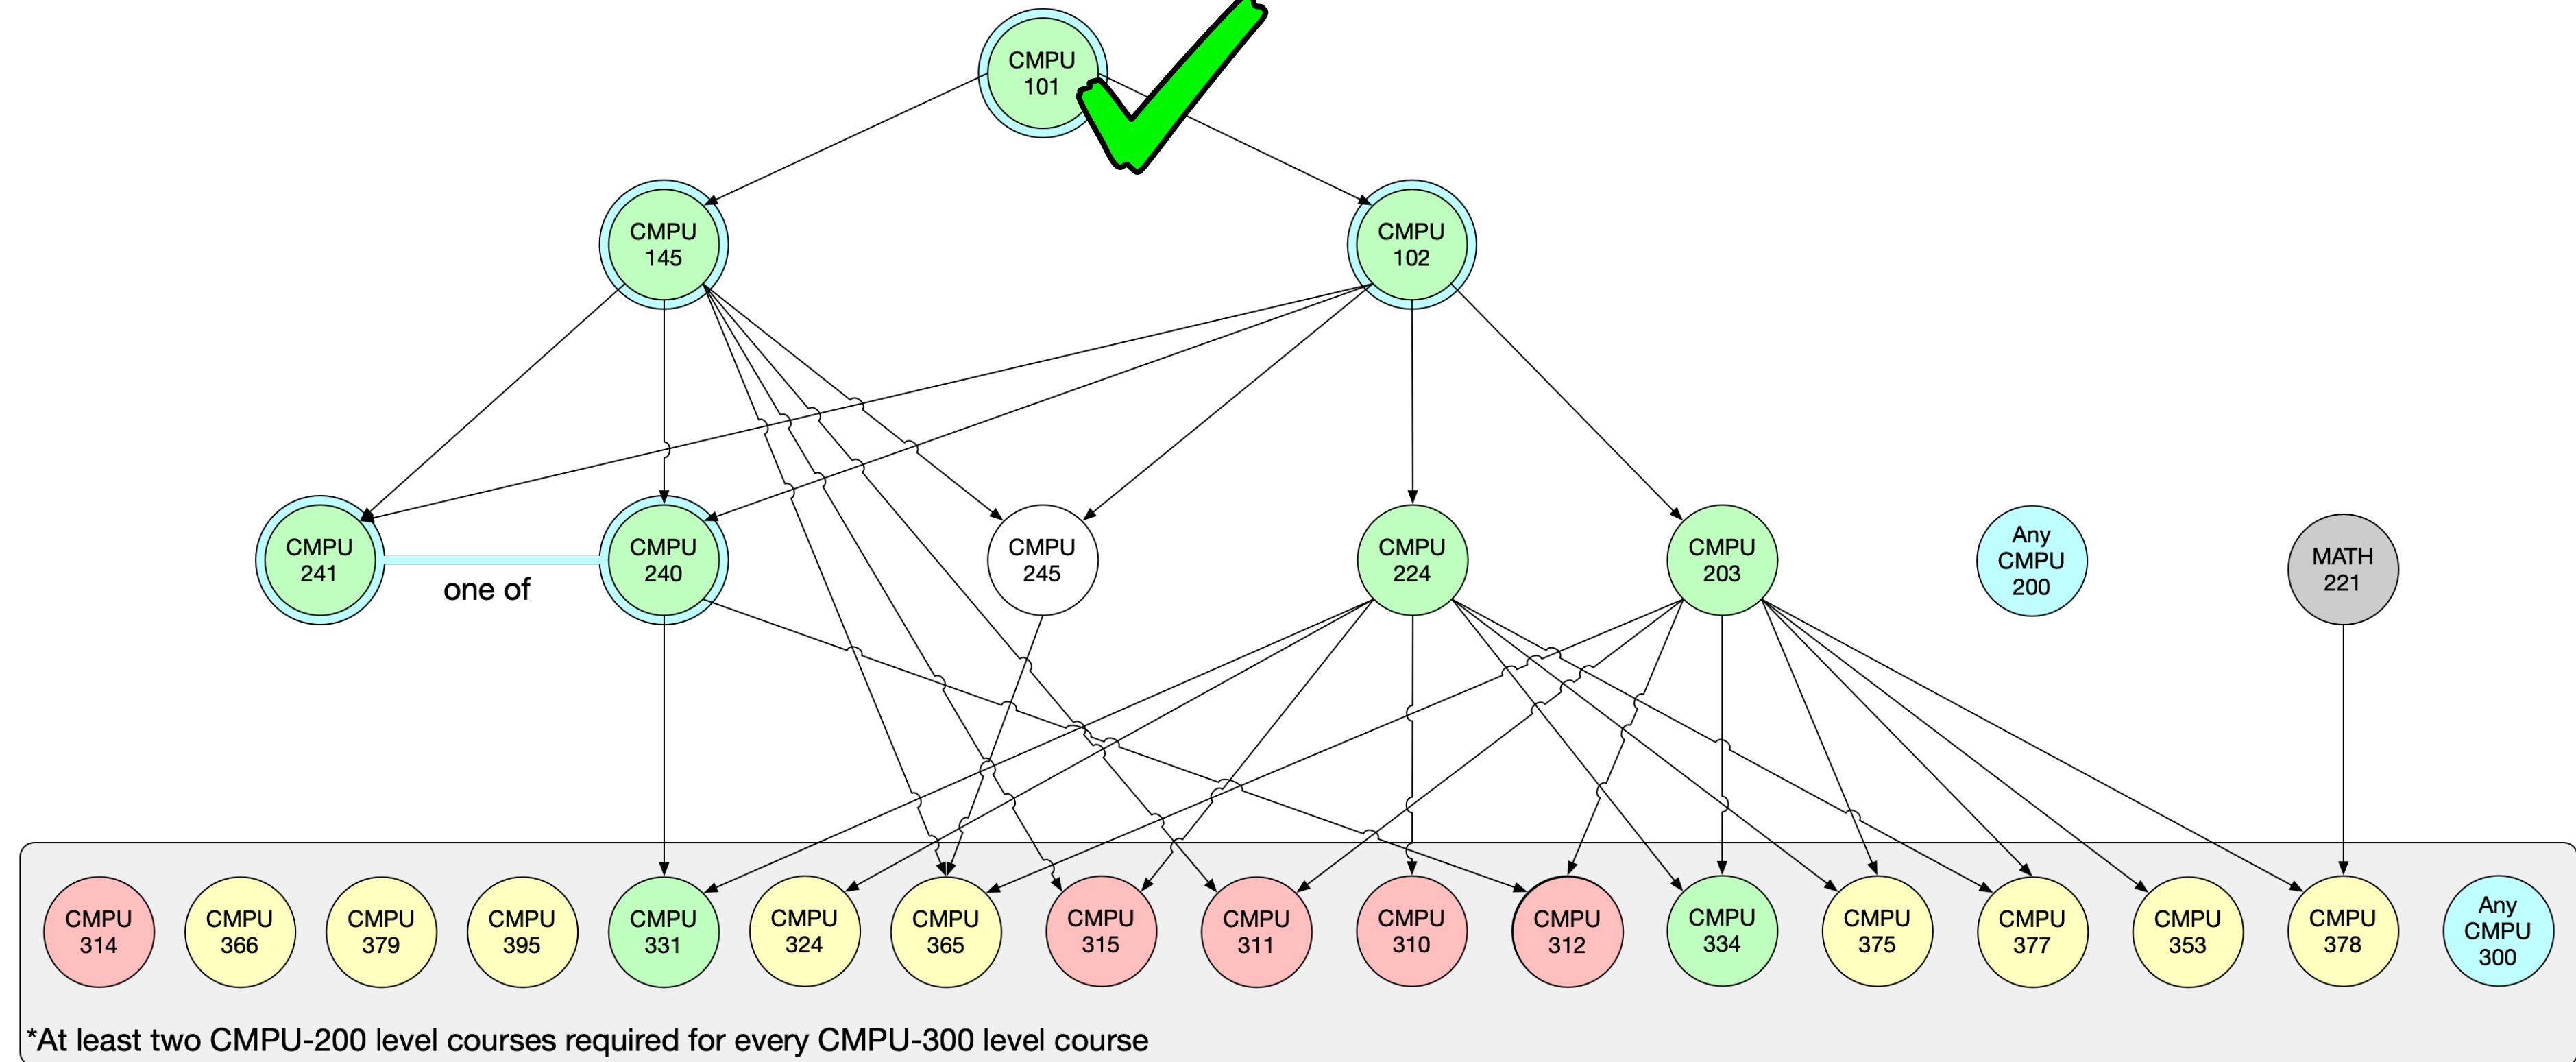 CMPU
101
CMPU
145
CMPU
102
CMPU
241
one of
CMPU
240
CMPU
245
CMPU
224
CMPU
203
Any
CMPU
200
MATH
221
CMPU
314
CMPU
366
CMPU
379
CMPU
395
CMPU
331
CMPU
324
CMPU
365
CMPU
315
CMPU
311
CMPU
310
CMPU
312
CMPU
334
CMPU
375
CMPU
377
CMPU
353
CMPU
378
Any
CMPU
300
*At least two CMPU-200 level courses required for every CMPU-300 level course